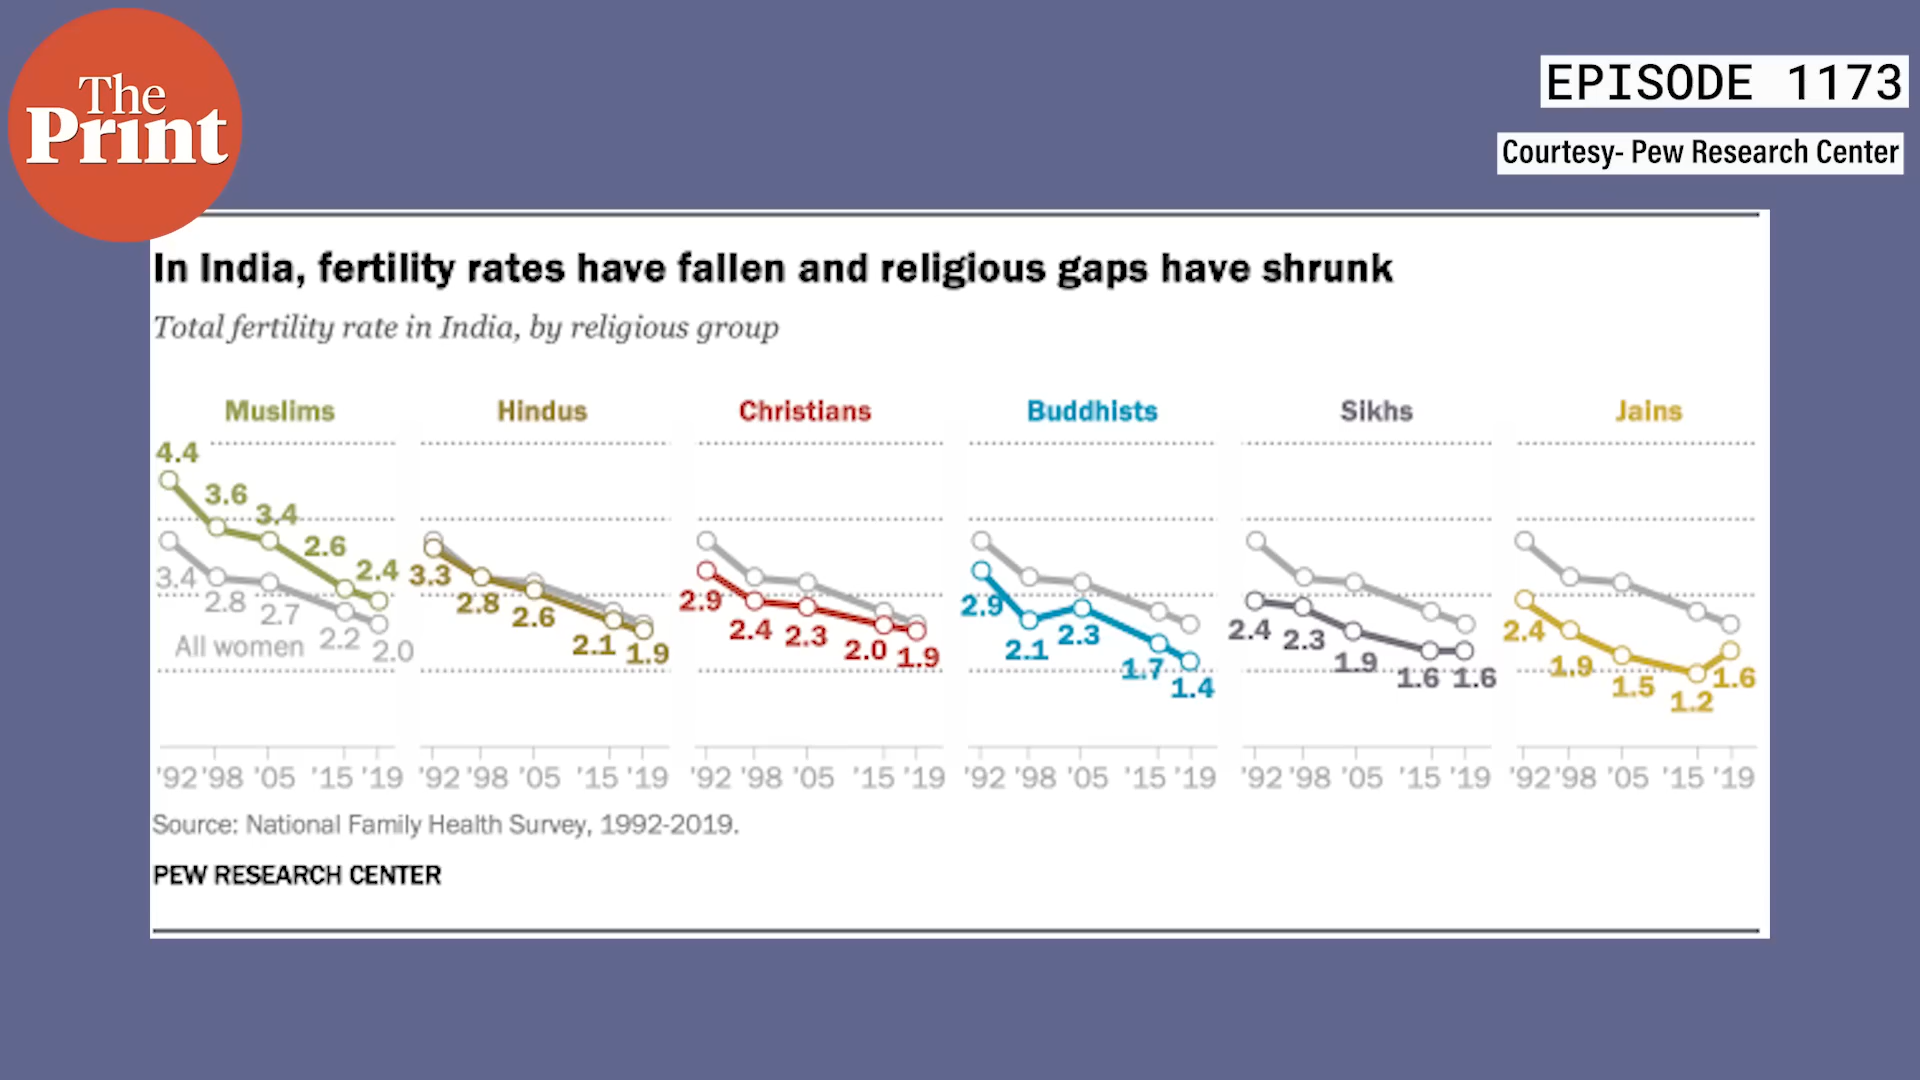 The
Print
EPISODE 1173
Courtesy- Pew Research Center
In India, fertility rates have fallen and religious gaps have shrunk
Total fertility rate in India, by religious group
Muslims
4.4
3.6
3.4
2.6
2.4
3.4
2.8
2.7
2.2
2.0
All women
'92 '98 '05 '15 '19
Hindus
3.3
2.8
2.6
2.1
1.9
'92 '98 '05 '15 '19
Christians
2.9
2.4
2.3
2.0
1.9
'92 '98 '05 '15 '19
Buddhists
2.9
2.1
2.3
1.7
1.4
'92 '98 '05 '15 '19
Sikhs
2.4
2.3
1.9
1.6
1.6
'92 '98 '05 '15 '19
Jains
2.4
1.9
1.5
1.2
1.6
'92 '98 '05 '15 '19
Source: National Family Health Survey, 1992-2019.
PEW RESEARCH CENTER